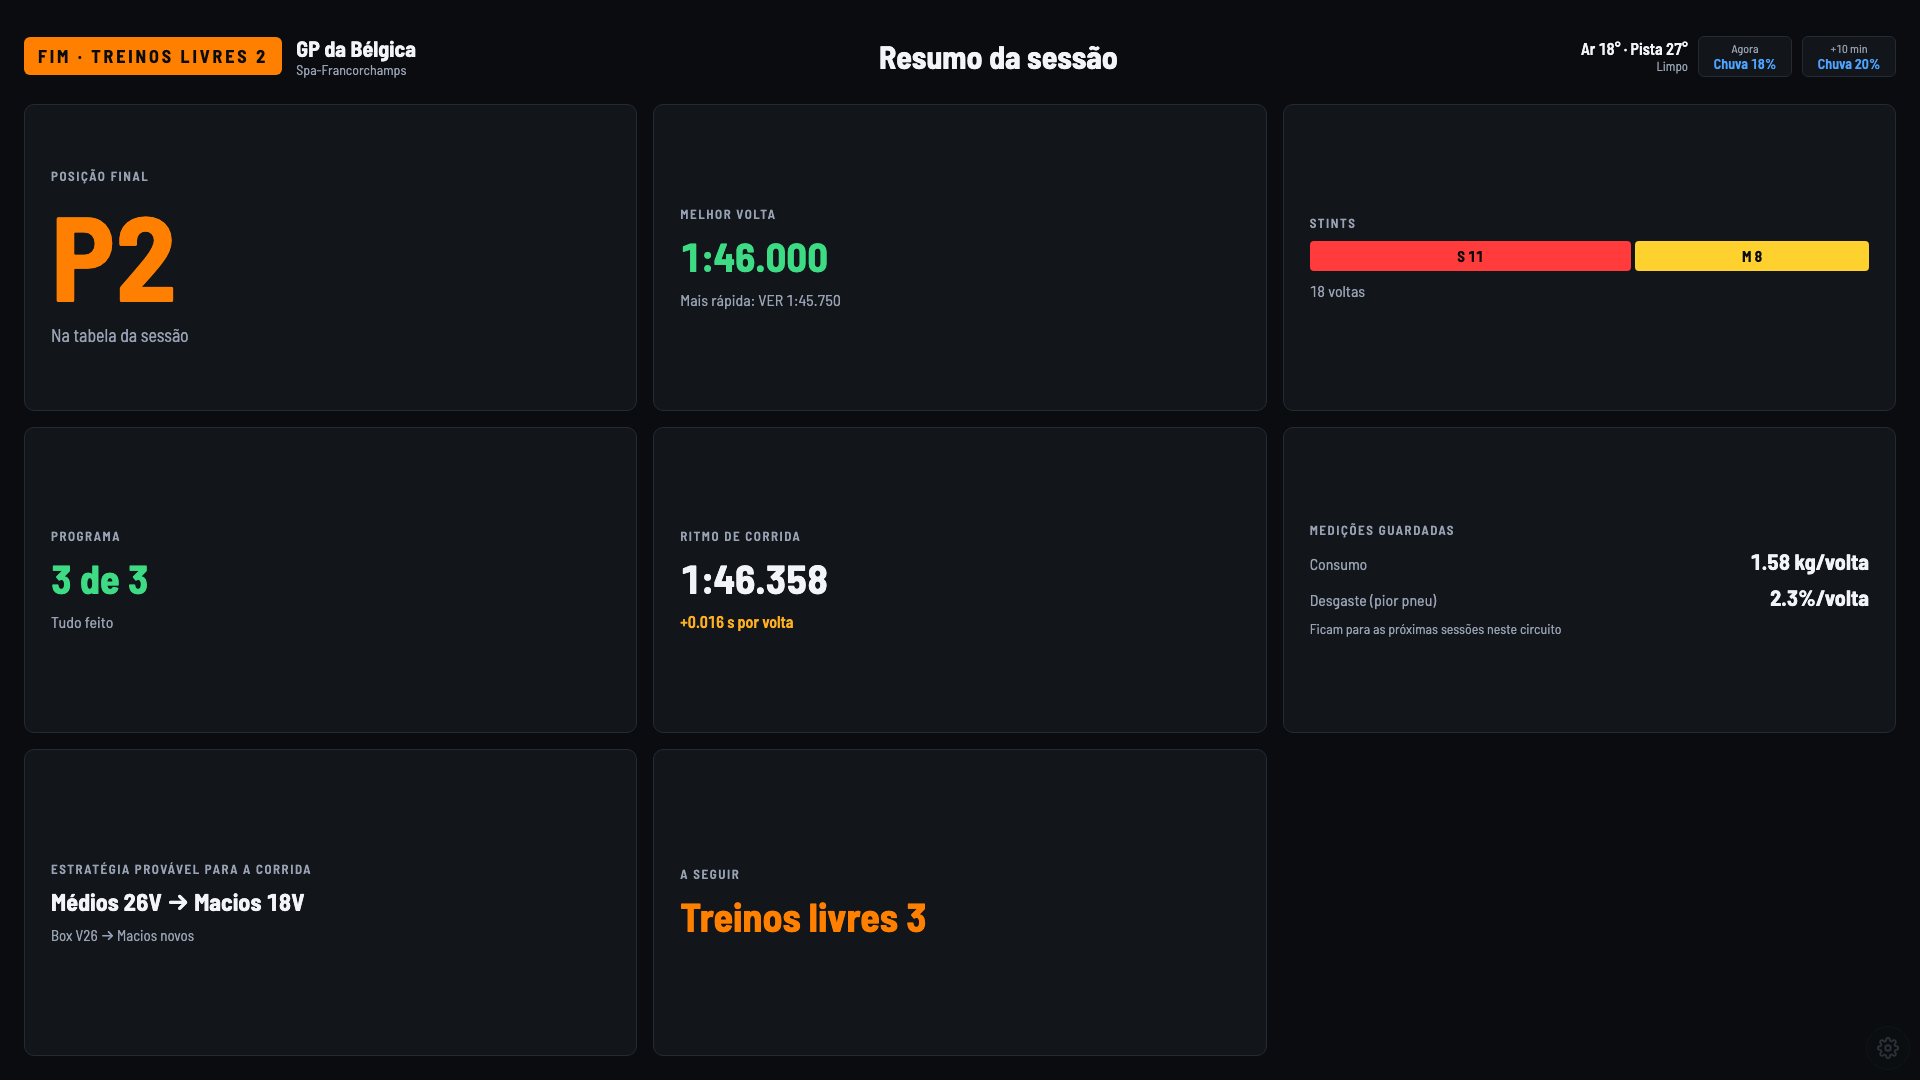 FIM · TREINOS LIVRES 2
GP da Bélgica
Spa-Francorchamps
Resumo da sessão
Ar 18° · Pista 27°
Limpo
Agora
Chuva 18%
+10 min
Chuva 20%
POSIÇÃO FINAL
P2
Na tabela da sessão
MELHOR VOLTA
1:46.000
Mais rápida: VER 1:45.750
STINTS
S 11
M 8
18 voltas
PROGRAMA
3 de 3
Tudo feito
RITMO DE CORRIDA
1:46.358
+0.016 s por volta
MEDIÇÕES GUARDADAS
Consumo 1.58 kg/volta
Desgaste (pior pneu) 2.3%/volta
Ficam para as próximas sessões neste circuito
ESTRATÉGIA PROVÁVEL PARA A CORRIDA
Médios 26V → Macios 18V
Box V26 → Macios novos
A SEGUIR
Treinos livres 3